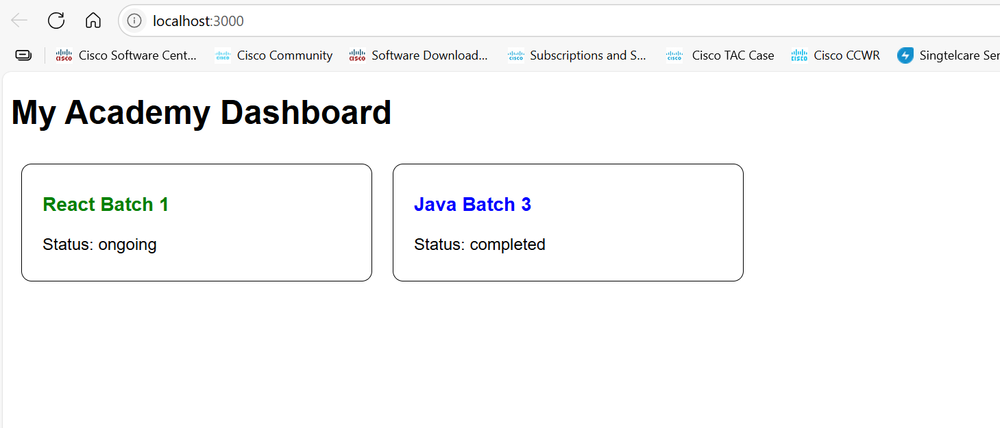 localhost:3000
Cisco Software Cent... Cisco Community Software Download... Subscriptions and S... Cisco TAC Case Cisco CCWR Singtelcare Ser
My Academy Dashboard
React Batch 1
Status: ongoing
Java Batch 3
Status: completed